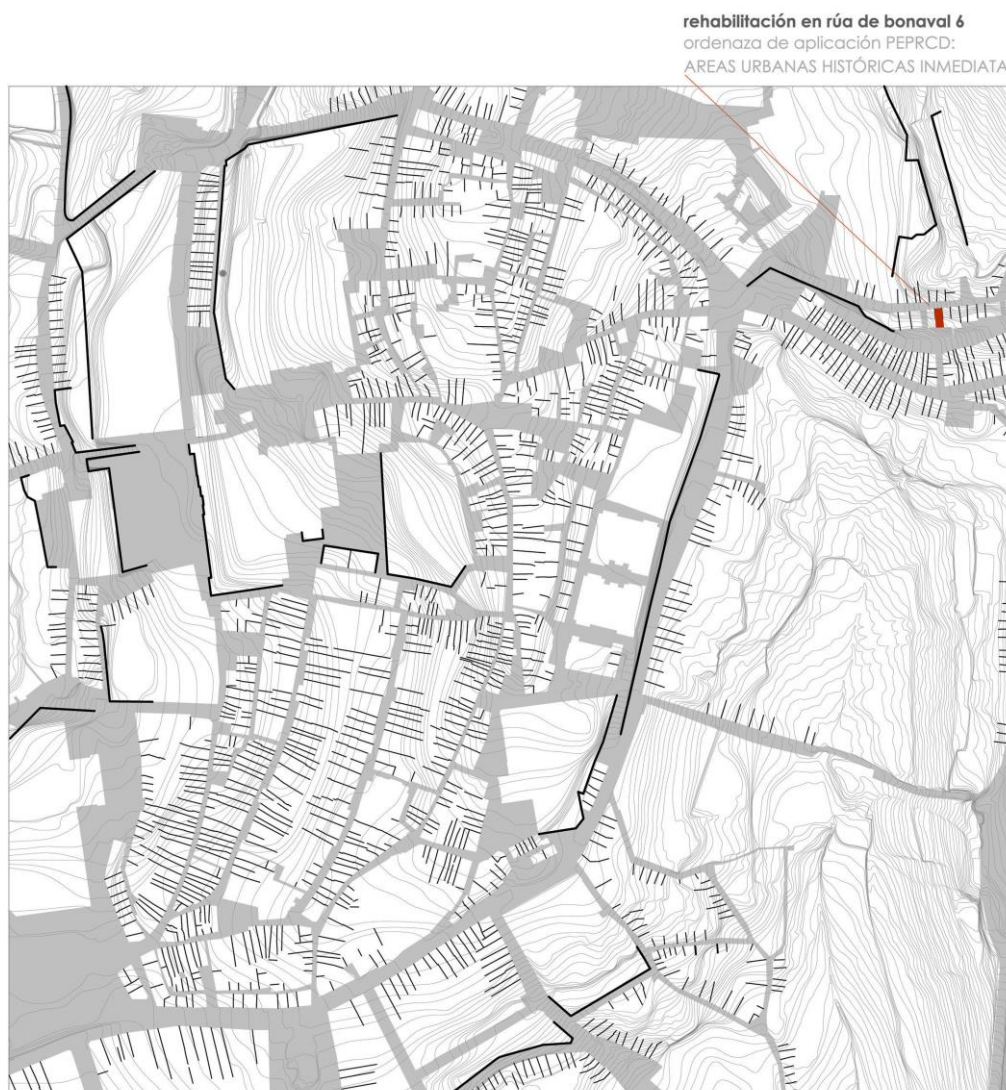 rehabilitación en rúa de bonaval 6
ordenaza de aplicación PEPRCD:
AREAS URBANAS HISTÓRICAS INMEDIATA